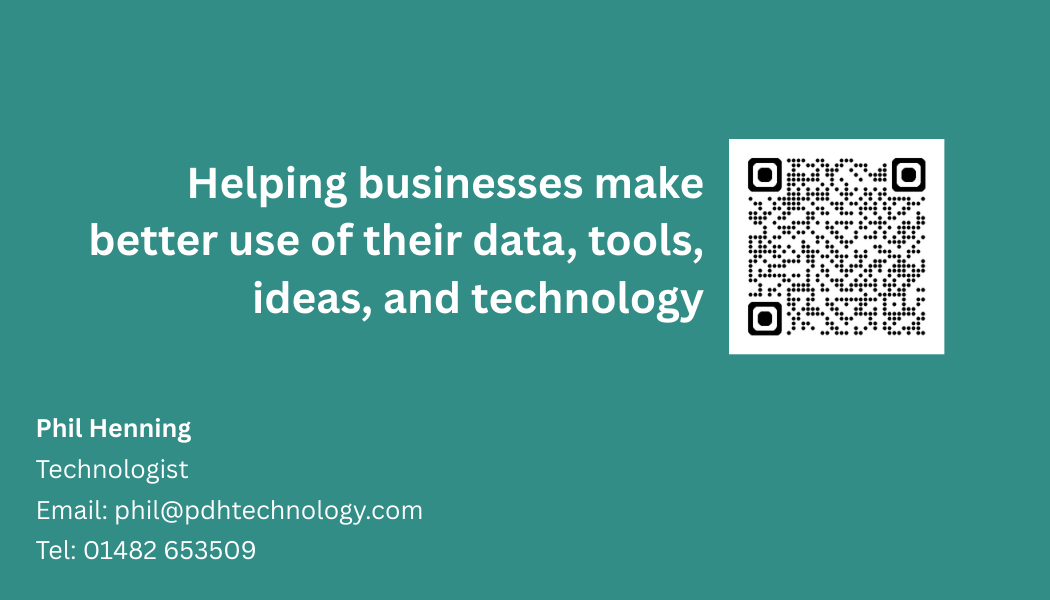 Helping businesses make
better use of their data, tools,
ideas, and technology
Phil Henning
Technologist
Email: phil@pdhtechnology.com
Tel: 01482 653509